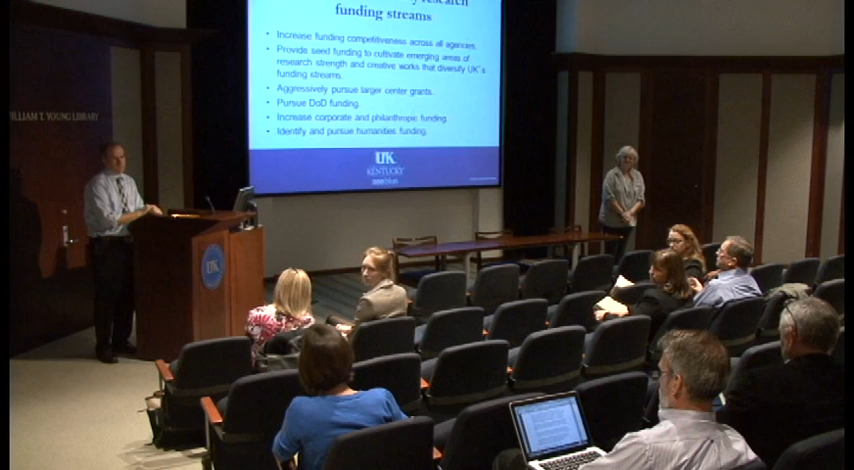 research
funding streams
• Increase funding competitiveness across all agencies.
• Provide seed funding to cultivate emerging areas of
research strength and creative works that diversify UK's
funding streams.
• Aggressively pursue larger center grants.
• Pursue DoD funding.
• Increase corporate and philanthropic funding.
• Identify and pursue humanities funding.
UK
KENTUCKY
seeblue
WILLIAM T. YOUNG LIBRARY
UK